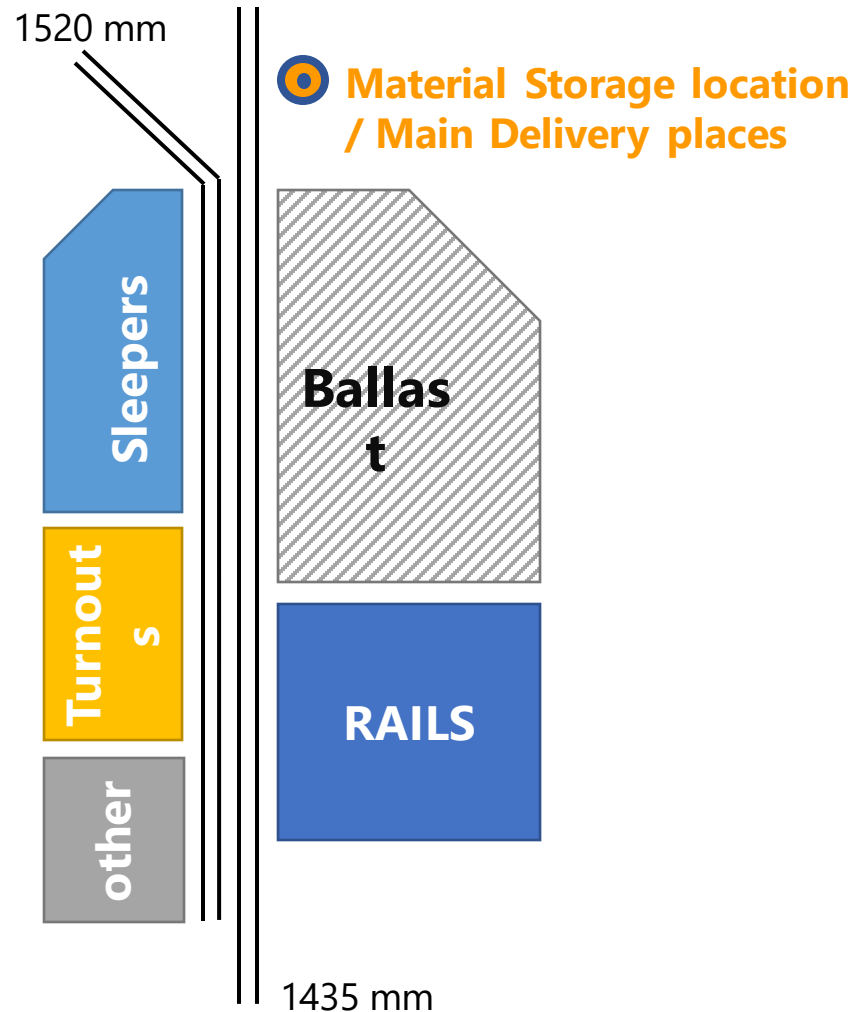 1520 mm
Material Storage location
/ Main Delivery places
Sleepers
Ballas
t
Turnout
s
RAILS
other
1435 mm